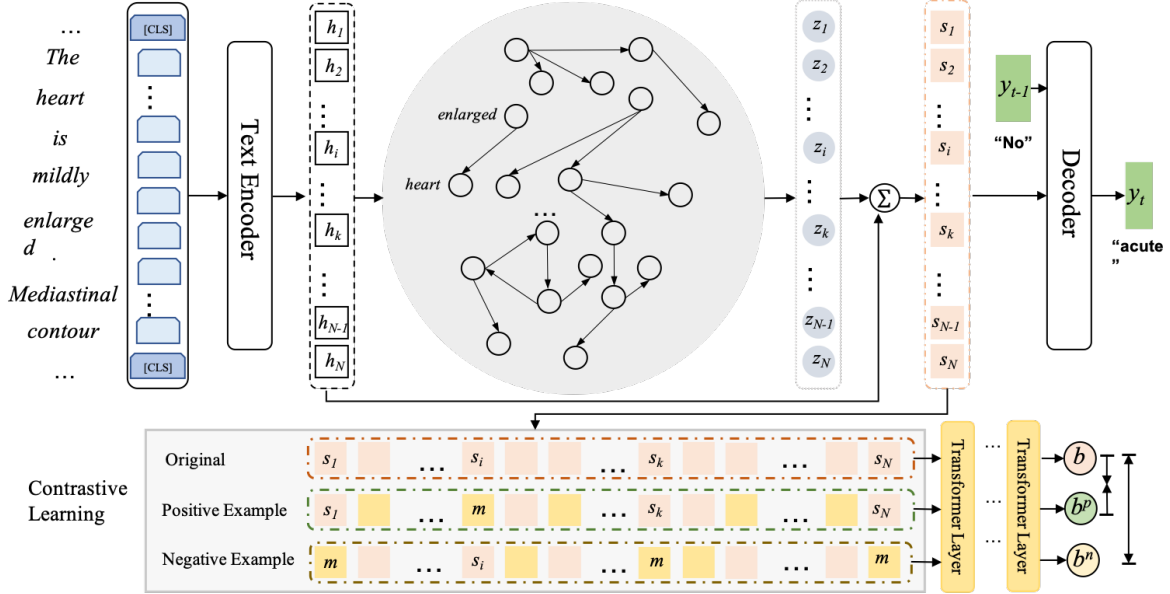 ...
The
heart
is
mildly
enlarge
d
.
Mediastinal
contour
...
[CLS]
[CLS]
Text Encoder
h1
h2
hi
hk
hN-1
hN
enlarged
heart
...
z1
z2
zi
zk
zN-1
zN
Σ
s1
s2
si
sk
sN-1
sN
yt-1
“No”
Decoder
yt
“acute
”
Contrastive
Learning
Original
s1 ... si ... sk ... sN
Positive Example
s1 ... m ... sk ... sN
Negative Example
m ... si ... m ... m
Transformer Layer
... 
...
...
Transformer Layer
b
bp
bn